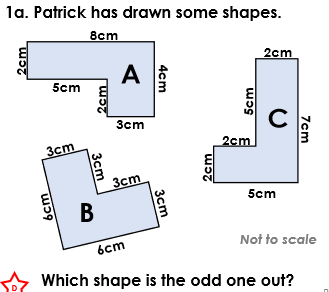 1a. Patrick has drawn some shapes.
8cm
2cm
A
4cm
5cm
2cm
3cm
2cm
5cm
C
7cm
2cm
2cm
5cm
3cm
3cm
3cm
3cm
6cm
B
6cm
Not to scale
Which shape is the odd one out?